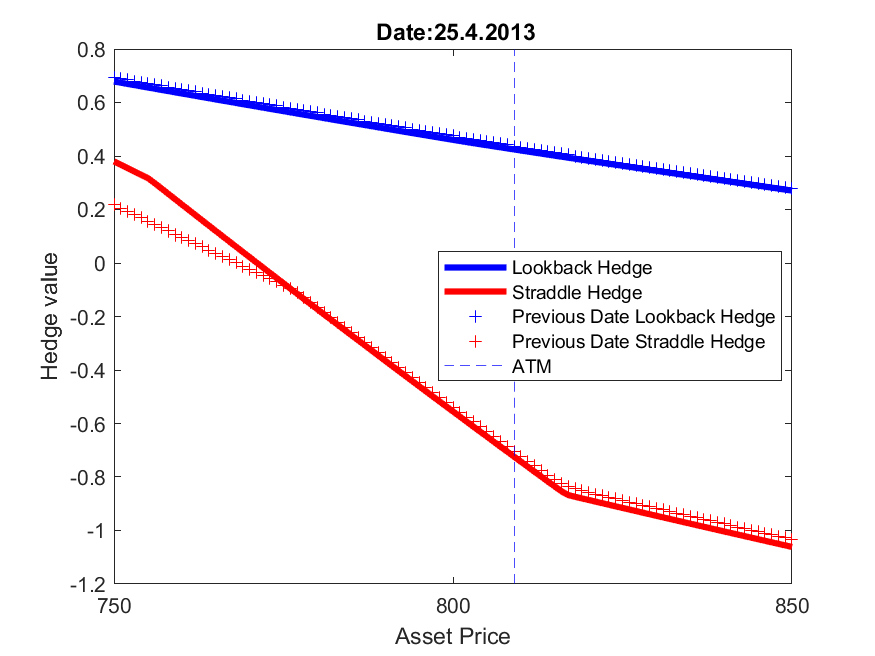 Date:25.4.2013
0.8
0.6
0.4
0.2
0
-0.2
-0.4
-0.6
-0.8
-1
-1.2
Hedge value
Lookback Hedge
Straddle Hedge
Previous Date Lookback Hedge
Previous Date Straddle Hedge
ATM
750 800 850
Asset Price